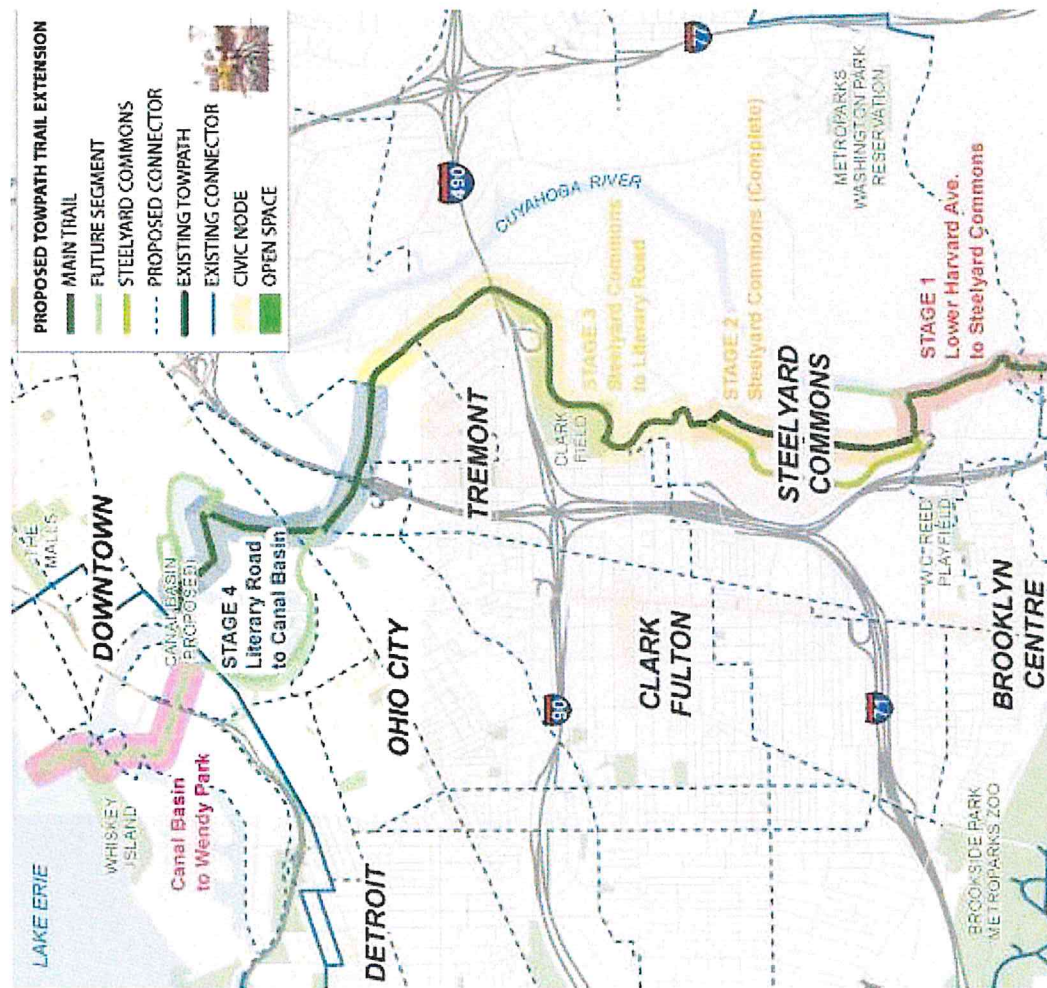 PROPOSED TOWPATH TRAIL EXTENSION
MAIN TRAIL
FUTURE SEGMENT
STEELYARD COMMONS
PROPOSED CONNECTOR
EXISTING TOWPATH
EXISTING CONNECTOR
CIVIC NODE
OPEN SPACE
LAKE ERIE
WHISKEY
ISLAND
Canal Basin
to Wendy Park
THE
MALLS
DOWNTOWN
CANAL BASIN
(PROPOSED)
STAGE 4
Literary Road
to Canal Basin
OHIO CITY
DETROIT
TREMONT
490
CUYAHOGA RIVER
CLARK
FIELD
STAGE 3
Steelyard Commons
to Literary Road
STAGE 2
Steelyard Commons (Complete)
STEELYARD
COMMONS
90
CLARK
FULTON
METROPARKS
WASHINGTON PARK
RESERVATION
STAGE 1
Lower Harvard Ave.
to Steelyard Commons
PLAYFIELD
BROOKLYN
CENTRE
BROOKSIDE PARK
METROPARKS ZOO